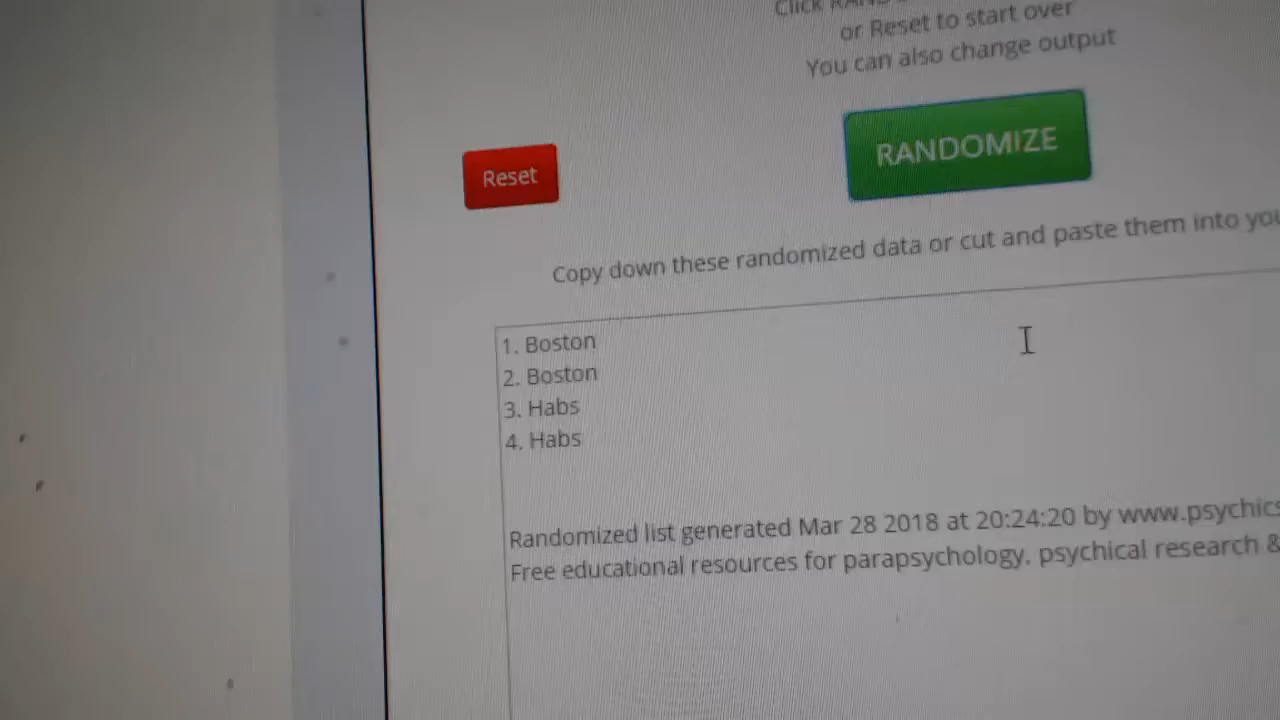 Click
or Reset to start over
You can also change output
RANDOMIZE
Reset
Copy down these randomized data or cut and paste them into
1. Boston
2. Boston
3. Habs
4. Habs
Randomized list generated Mar 28 2018 at 20:24:20 by www.psychics
Free educational resources for parapsychology, psychical research &